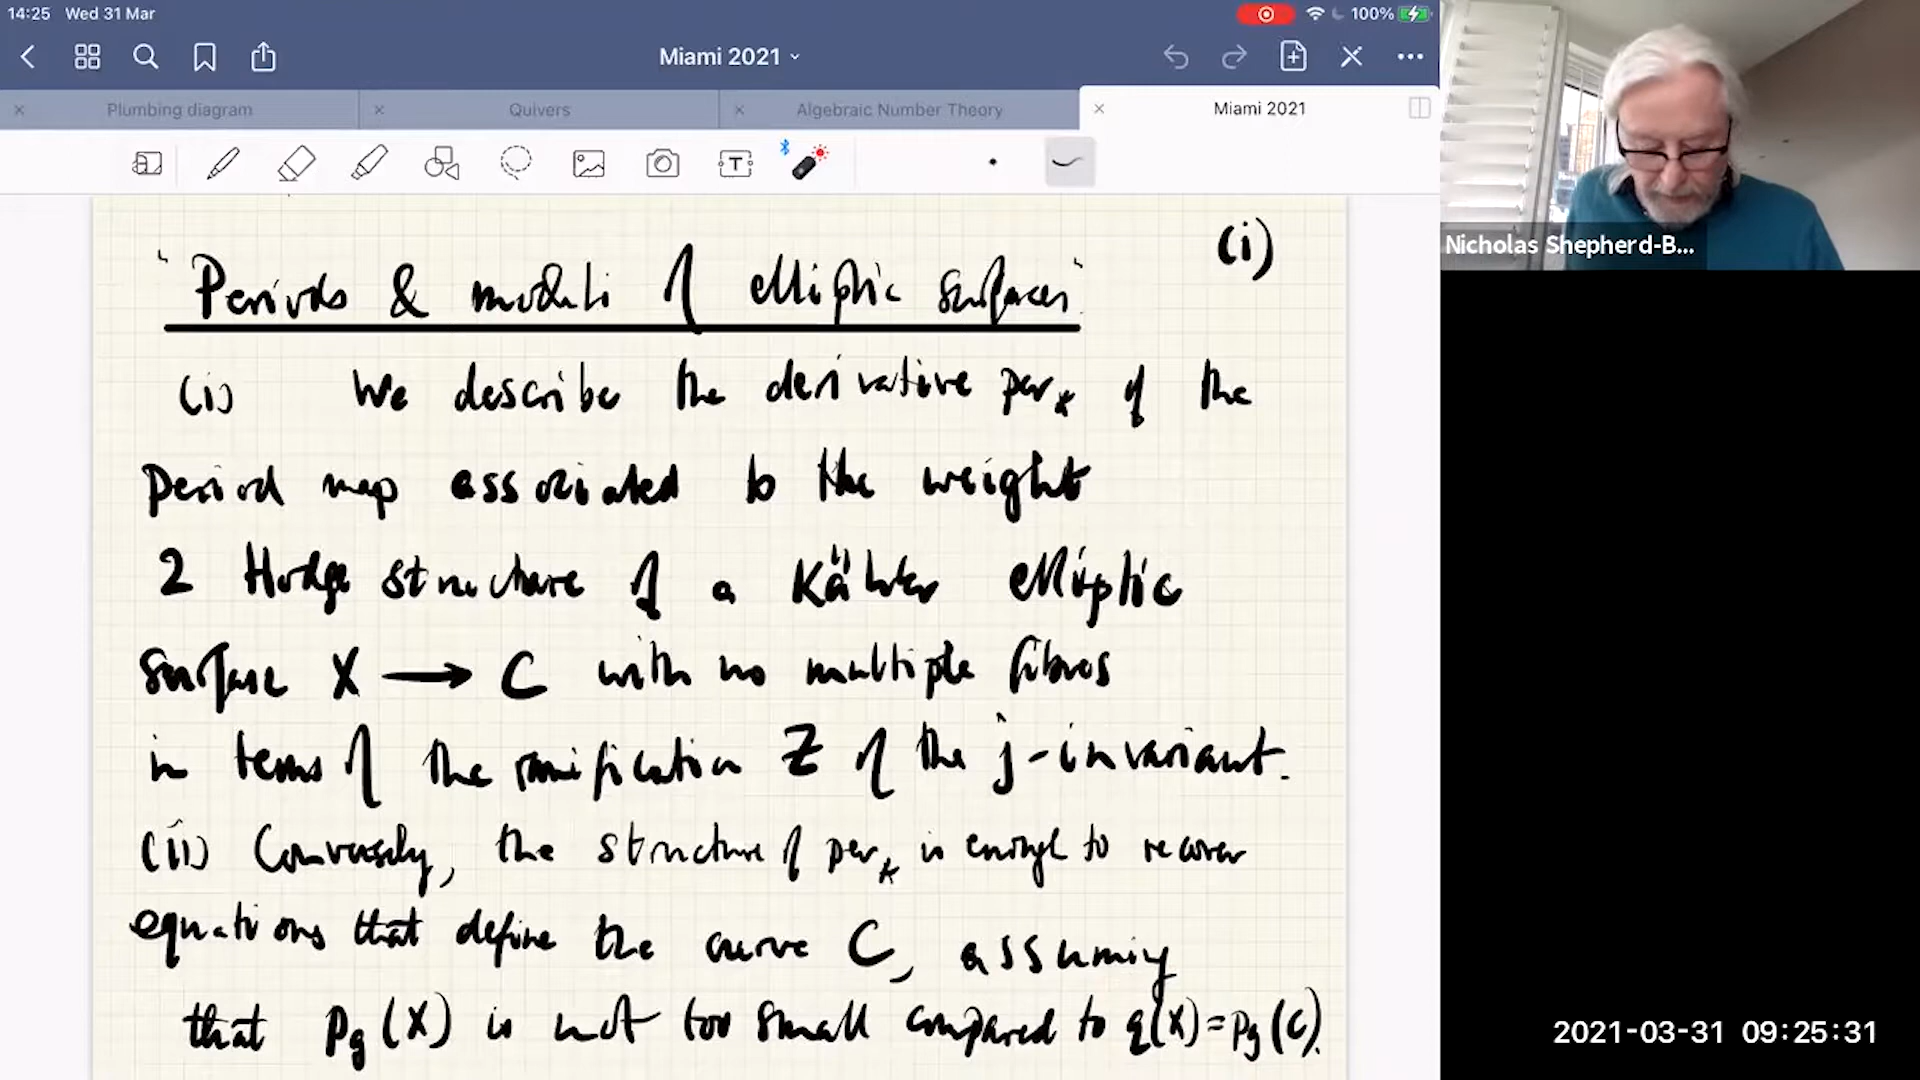 14:25 Wed 31 Mar
100%
Miami 2021
Plumbing diagram
Quivers
Algebraic Number Theory
Miami 2021
T
Nicholas Shepherd-B...
(i)
"Periods & moduli of elliptic surfaces"
(i) We describe the derivative per* of the
period map associated to the weight
2 Hodge structure of a Kähler elliptic
surface X → C with no multiple fibres
in terms of the ramification Z of the j-invariant.
(ii) Conversely, the structure of per* is enough to recover
equations that define the curve C, assuming
that pg(X) is not too small compared to q(X)=pg(C).
2021-03-31 09:25:31